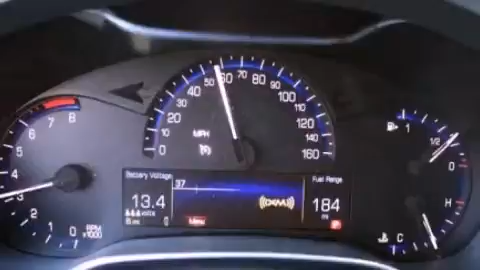 50 60 70 80 90
40 100
20 120
10 140
0 160
MPH
8
7
6
5
4
3
2
1
0
RPM
x1000
Battery Voltage
13.4
volts
37
Menu
Fuel Range
184
mi
1
1/2
0
H
C